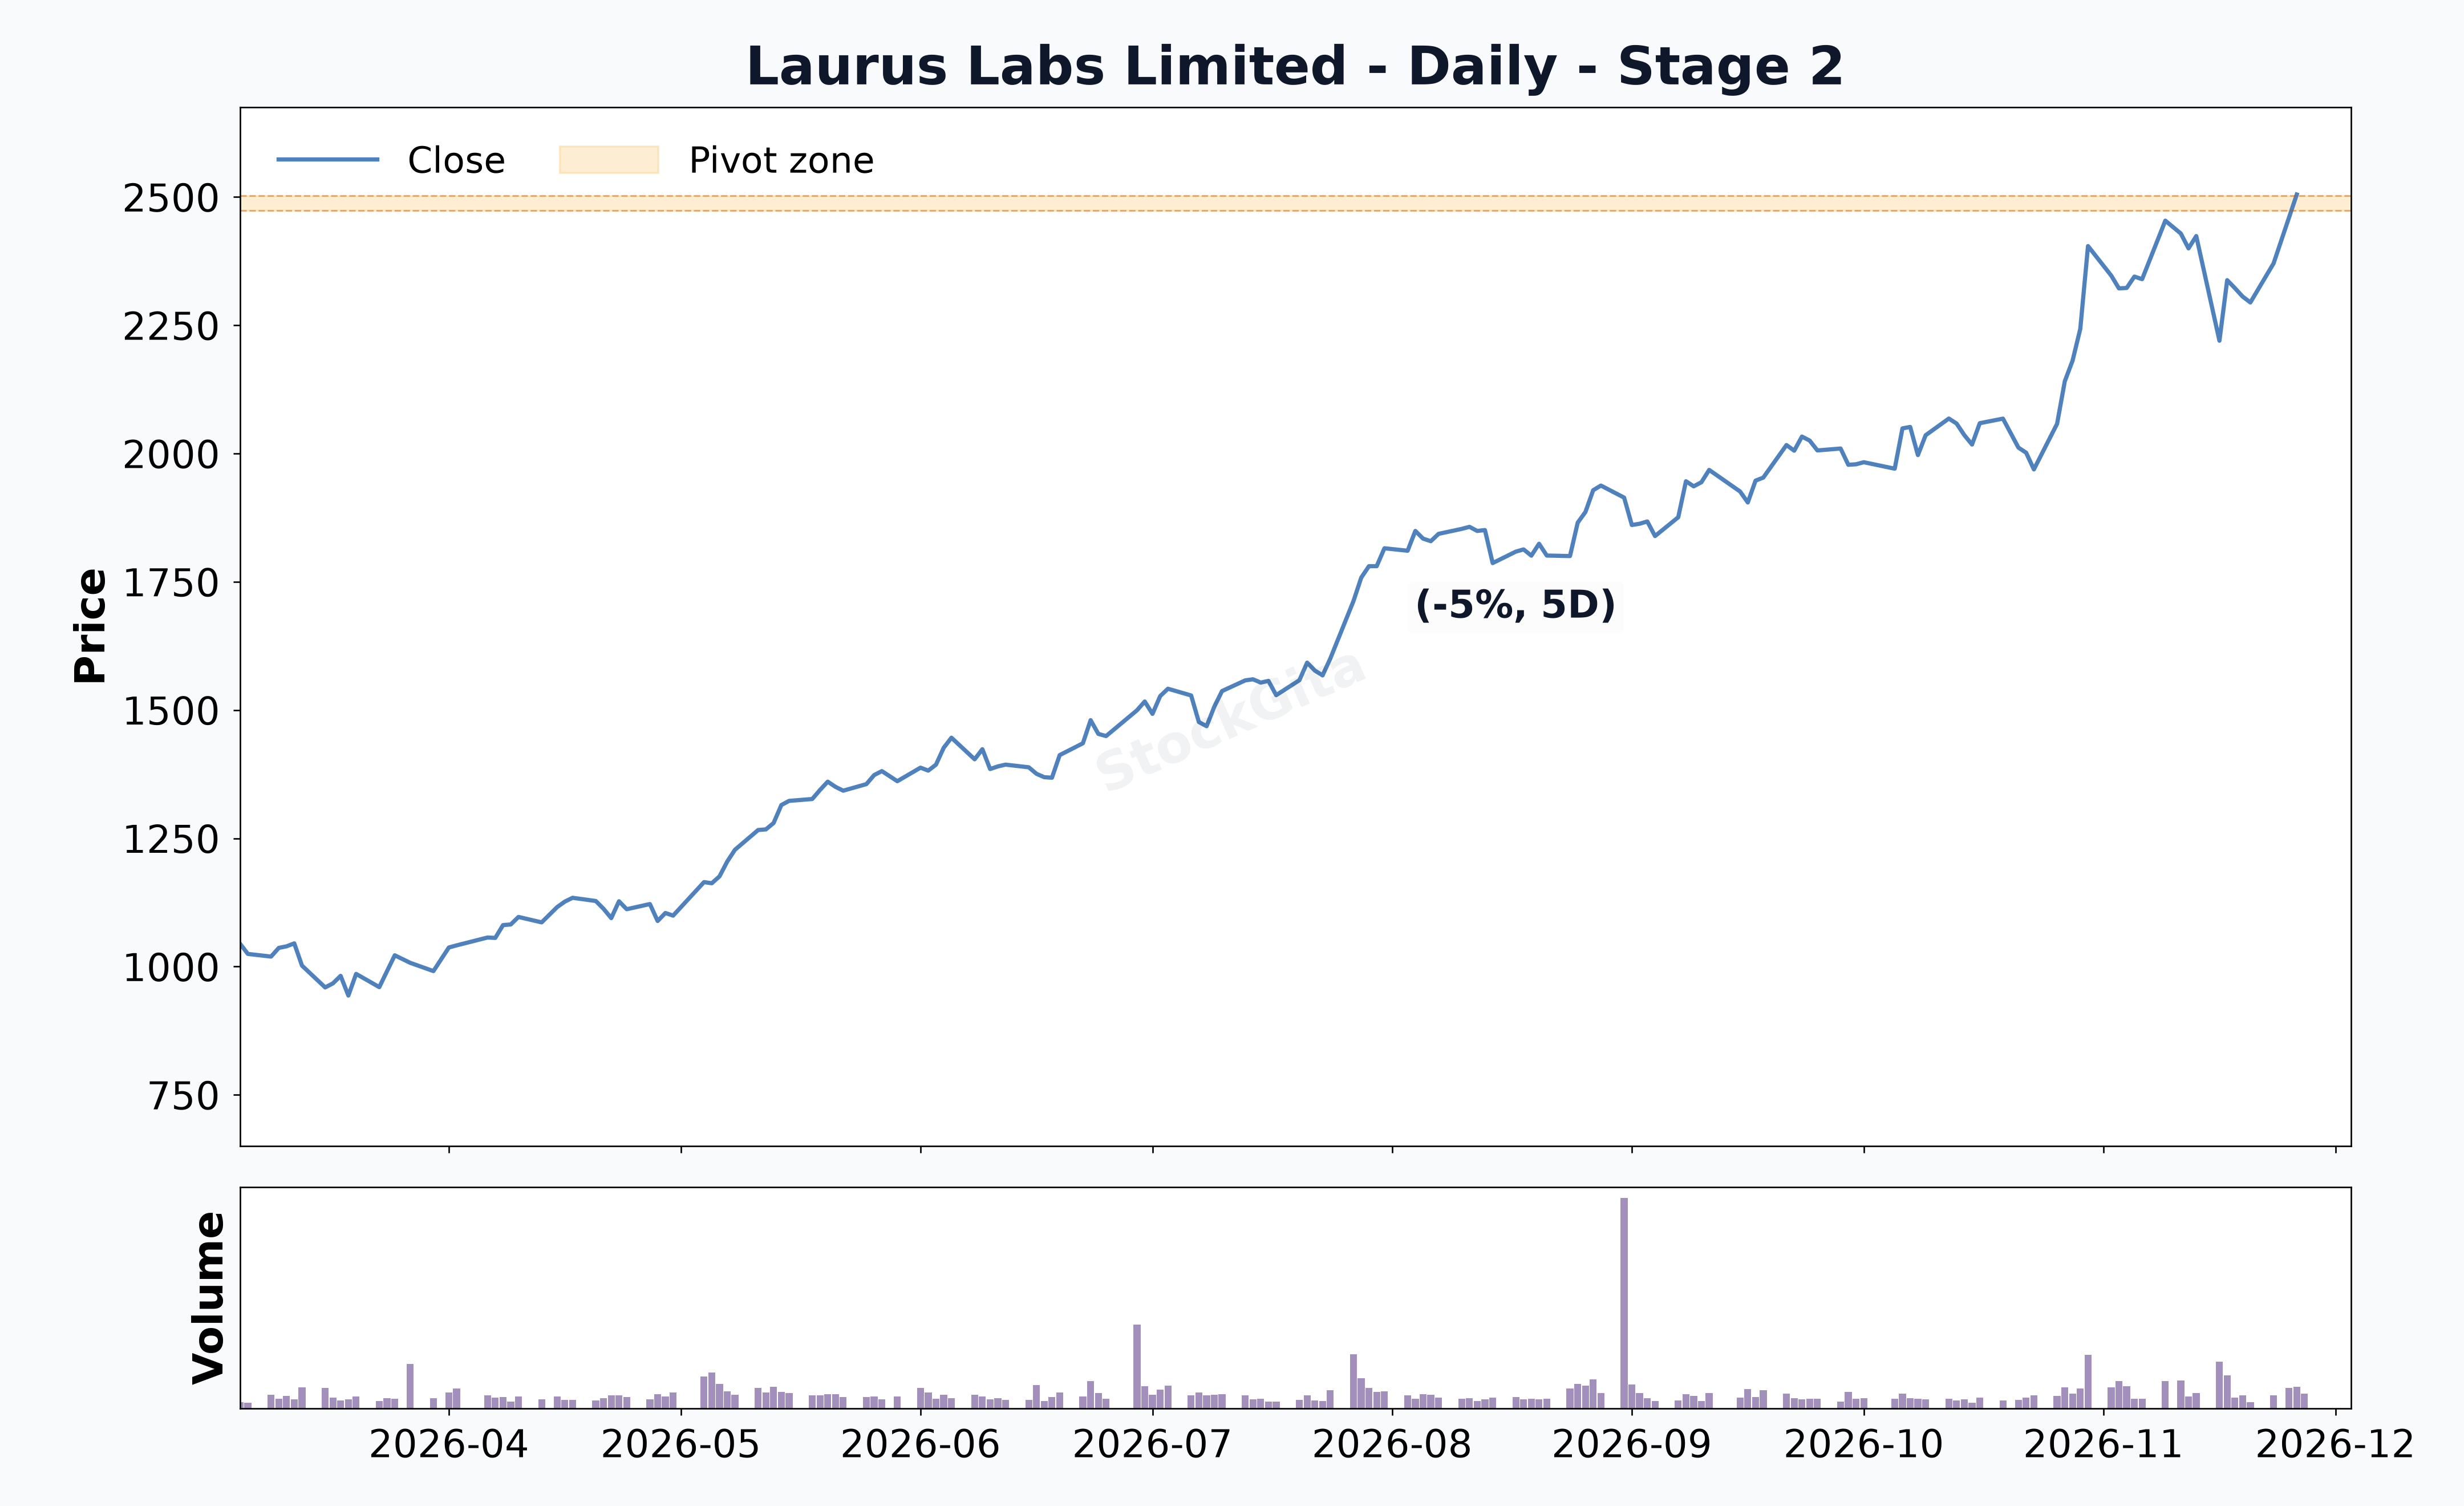 Laurus Labs Limited - Daily - Stage 2
Close
Pivot zone
2500
2250
2000
1750
1500
1250
1000
750
Price
(-5%, 5D)
StockGita
Volume
2026-04
2026-05
2026-06
2026-07
2026-08
2026-09
2026-10
2026-11
2026-12